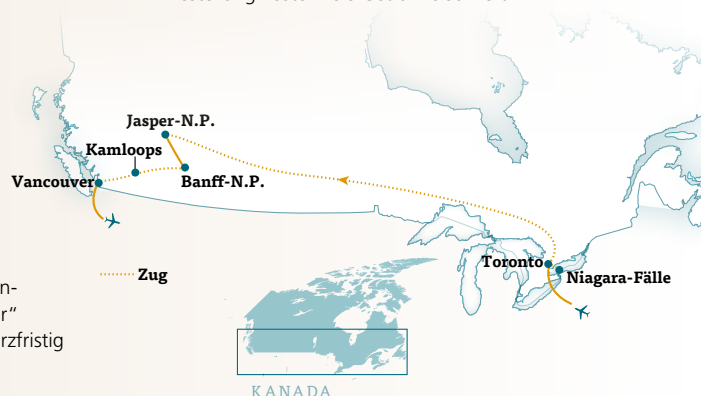 Jasper-N.P.
Kamloops
Vancouver
Banff-N.P.
Toronto
Niagara-Fälle
Zug
n-
r“
rzfristig
KANADA